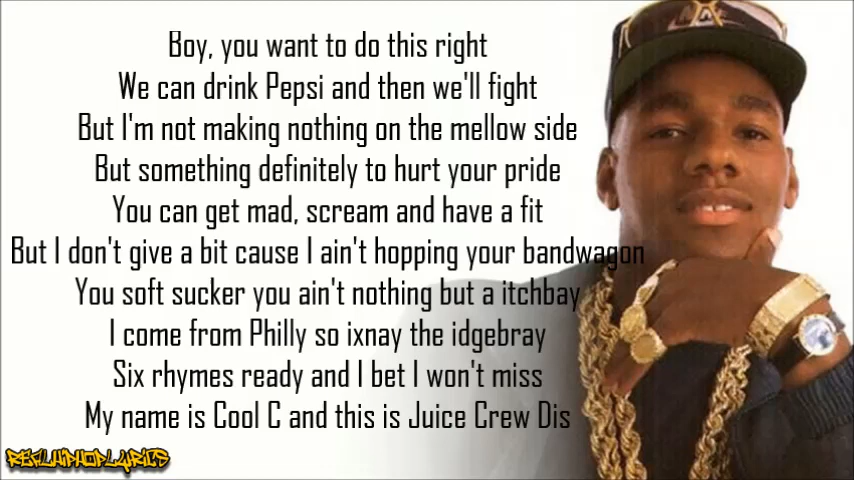 Boy, you want to do this right
We can drink Pepsi and then we'll fight
But I'm not making nothing on the mellow side
But something definitely to hurt your pride
You can get mad, scream and have a fit
But I don't give a bit cause I ain't hopping your bandwagon
You soft sucker you ain't nothing but a itchbay
I come from Philly so ixnay the idgebray
Six rhymes ready and I bet I won't miss
My name is Cool C and this is Juice Crew Dis
REALHIPHOPLYRICS